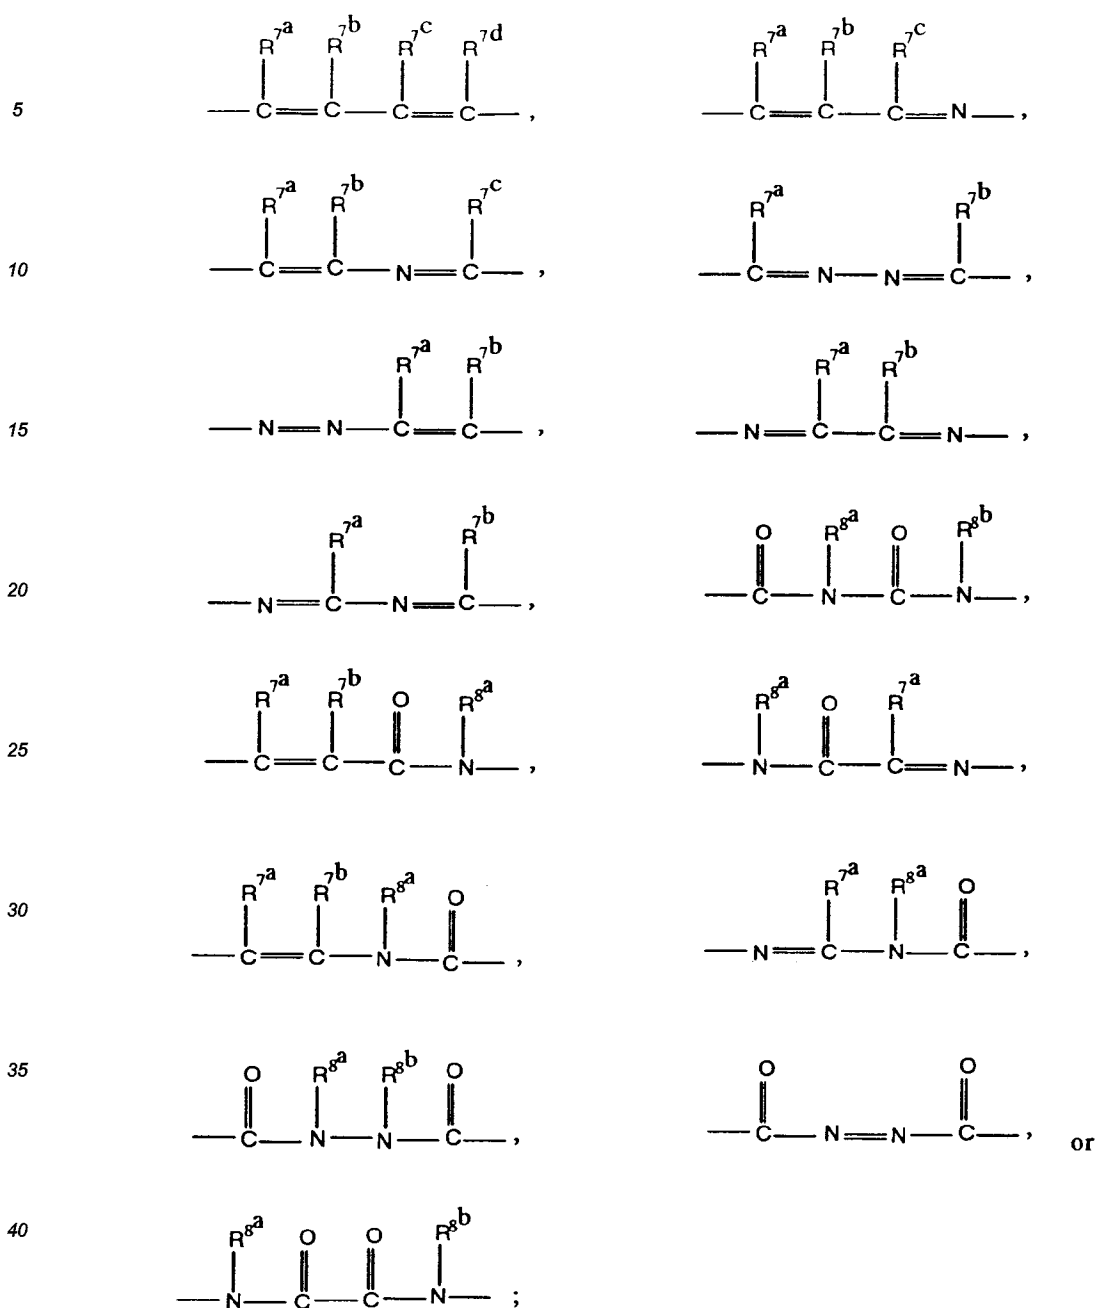 R7a R7b R7c R7d R7a R7b R7c
5 C C C C , C C C N ,
R7a R7b R7c R7a R7b
10 C C N C , C N N C ,
R7a R7b R7a R7b
15 N N C C , N C C N ,
R7a R7b O R8a O R8b
20 N C N C , C N C N ,
R7a R7b O R8a R8a O R7a
25 C C C N , N C C N ,
R7a R7b R8a O R7a R8a O
30 C C N C , N C N C ,
35 O R8a R8b O O O
C N N C , C N N C , or
40 R8a O O R8b
N C C N ;